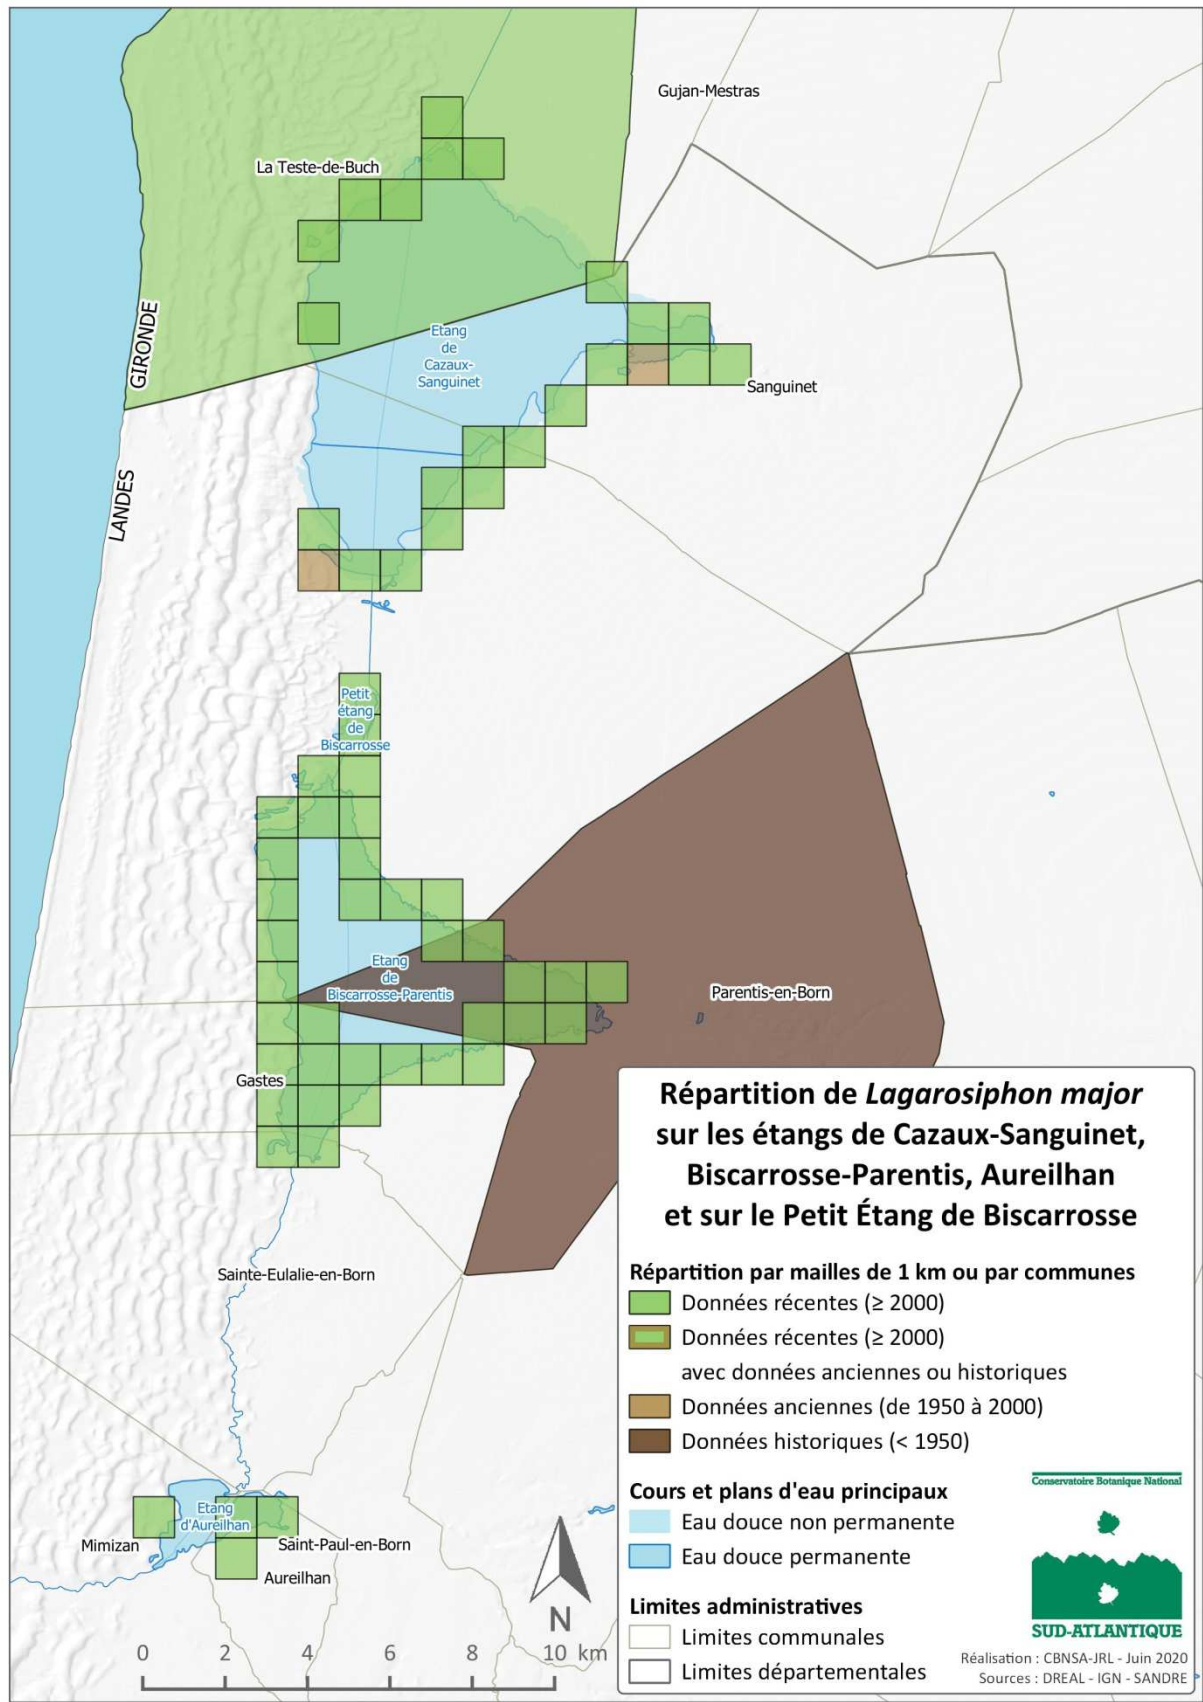 Gujan-Mestras
La Teste-de-Buch
GIRONDE
Etang
de
Cazaux-
Sanguinet
Sanguinet
LANDES
Petit
étang
de
Biscarrosse
Etang
de
Biscarrosse-Parentis
Parentis-en-Born
Gastes
Répartition de Lagarosiphon major
sur les étangs de Cazaux-Sanguinet,
Biscarrosse-Parentis, Aureilhan
et sur le Petit Étang de Biscarrosse
Sainte-Eulalie-en-Born
Répartition par mailles de 1 km ou par communes
Données récentes (≥ 2000)
Données récentes (≥ 2000)
avec données anciennes ou historiques
Données anciennes (de 1950 à 2000)
Données historiques (< 1950)
Cours et plans d'eau principaux
Eau douce non permanente
Eau douce permanente
Limites administratives
Limites communales
Limites départementales
Conservatoire Botanique National
SUD-ATLANTIQUE
Réalisation : CBNSA-JRL - Juin 2020
Sources : DREAL - IGN - SANDRE
Etang
d'Aureilhan
Mimizan
Saint-Paul-en-Born
Aureilhan
N
0 2 4 6 8 10 km